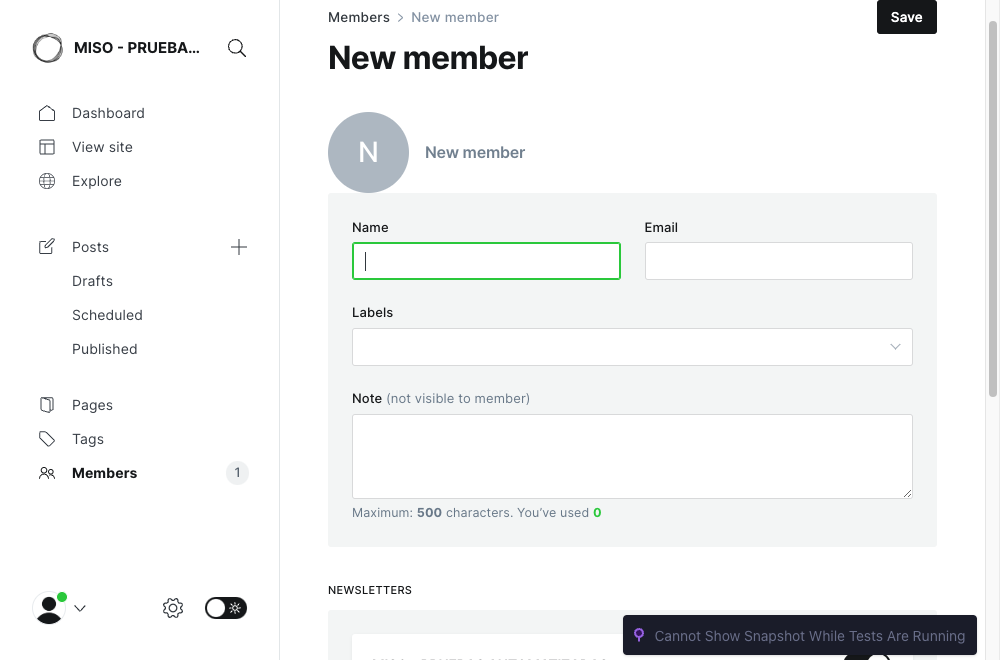 MISO - PRUEBA...
Dashboard
View site
Explore
Posts
Drafts
Scheduled
Published
Pages
Tags
Members
1
Members > New member
Save
New member
N
New member
Name
Email
Labels
Note (not visible to member)
Maximum: 500 characters. You've used 0
NEWSLETTERS
Cannot Show Snapshot While Tests Are Running